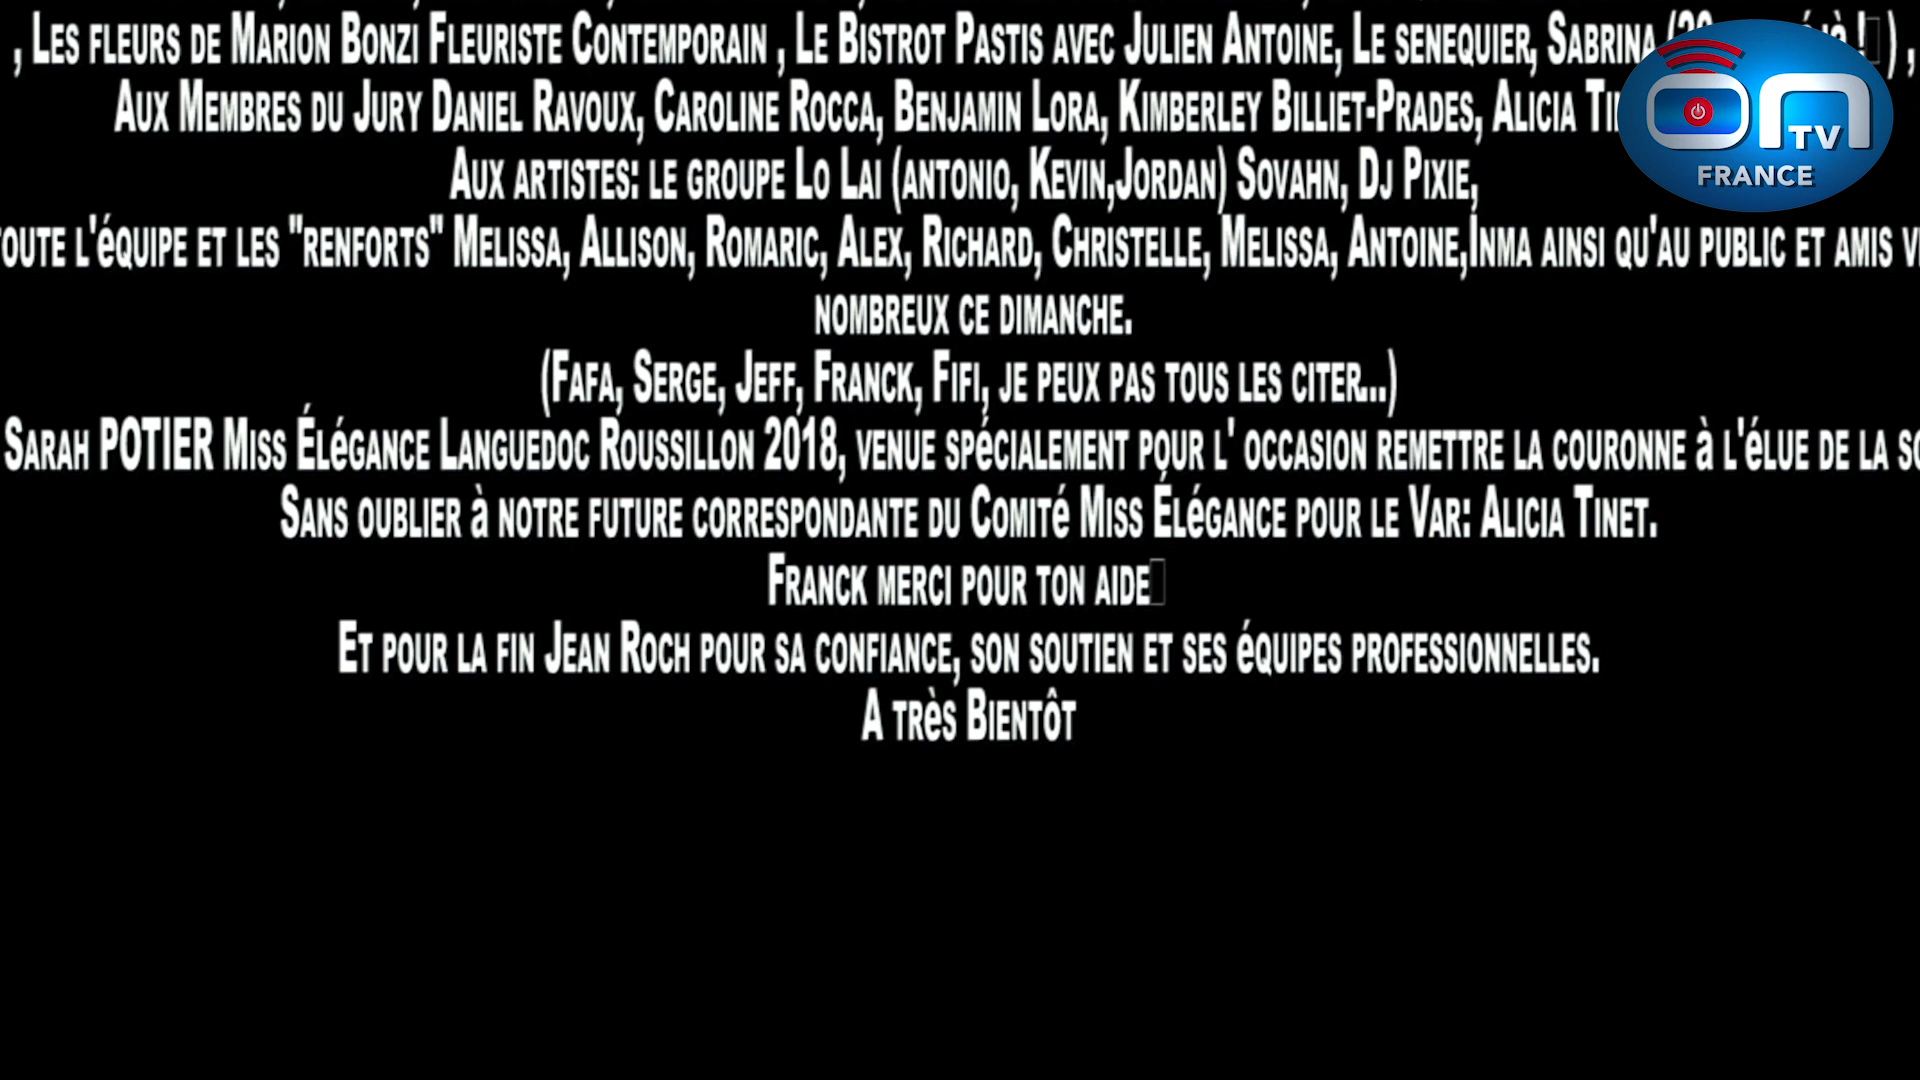 , Les fleurs de Marion Bonzi Fleuriste Contemporain , Le Bistrot Pastis avec Julien Antoine, Le senequier, Sabrina
Aux Membres du Jury Daniel Ravoux, Caroline Rocca, Benjamin Lora, Kimberley Billiet-Prades, Alicia
Aux artistes: le groupe Lo Lai (antonio, Kevin,Jordan) Sovahn, Dj Pixie,
l'équipe et les "renforts" Melissa, Allison, Romaric, Alex, Richard, Christelle, Melissa, Antoine,Inma ainsi qu'au public et amis
nombreux ce dimanche.
(Fafa, Serge, Jeff, Franck, Fifi, je peux pas tous les citer...)
Sarah POTIER Miss Élégance Languedoc Roussillon 2018, venue spécialement pour l' occasion remettre la couronne à l'élue de la
Sans oublier à notre future correspondante du Comité Miss Élégance pour le Var: Alicia Tinet.
Franck merci pour ton aide
Et pour la fin Jean Roch pour sa confiance, son soutien et ses équipes professionnelles.
A très Bientôt
ON TV
FRANCE